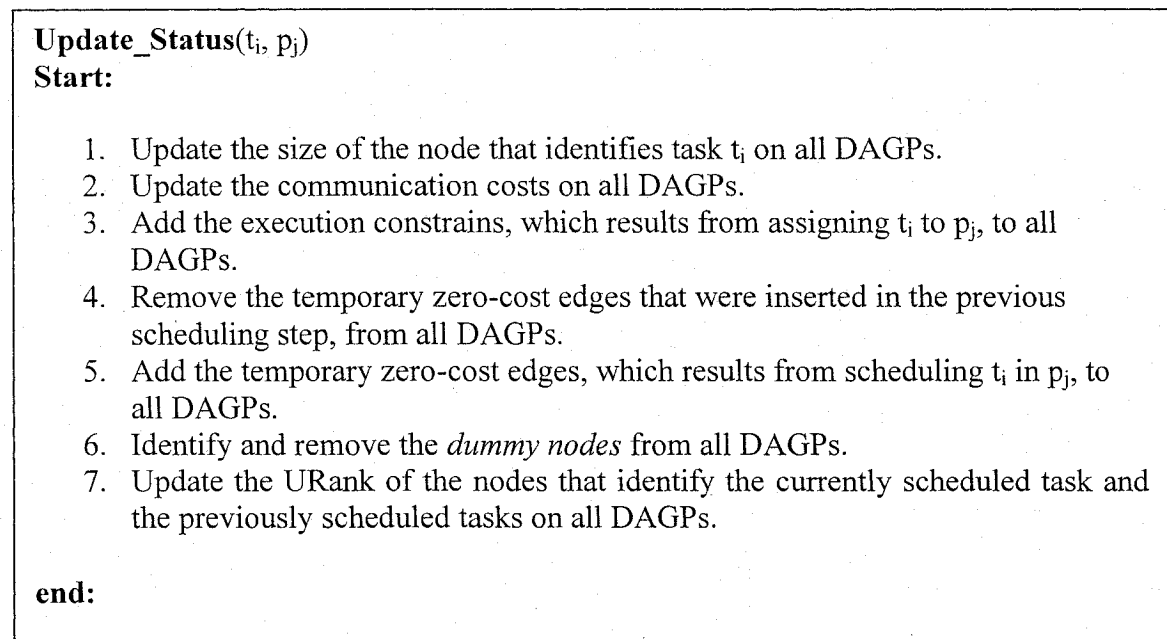 Update_Status(tᵢ, pⱼ)
Start:
1. Update the size of the node that identifies task tᵢ on all DAGPs.
2. Update the communication costs on all DAGPs.
3. Add the execution constrains, which results from assigning tᵢ to pⱼ, to all
DAGPs.
4. Remove the temporary zero-cost edges that were inserted in the previous
scheduling step, from all DAGPs.
5. Add the temporary zero-cost edges, which results from scheduling tᵢ in pⱼ, to
all DAGPs.
6. Identify and remove the dummy nodes from all DAGPs.
7. Update the URank of the nodes that identify the currently scheduled task and
the previously scheduled tasks on all DAGPs.
end: